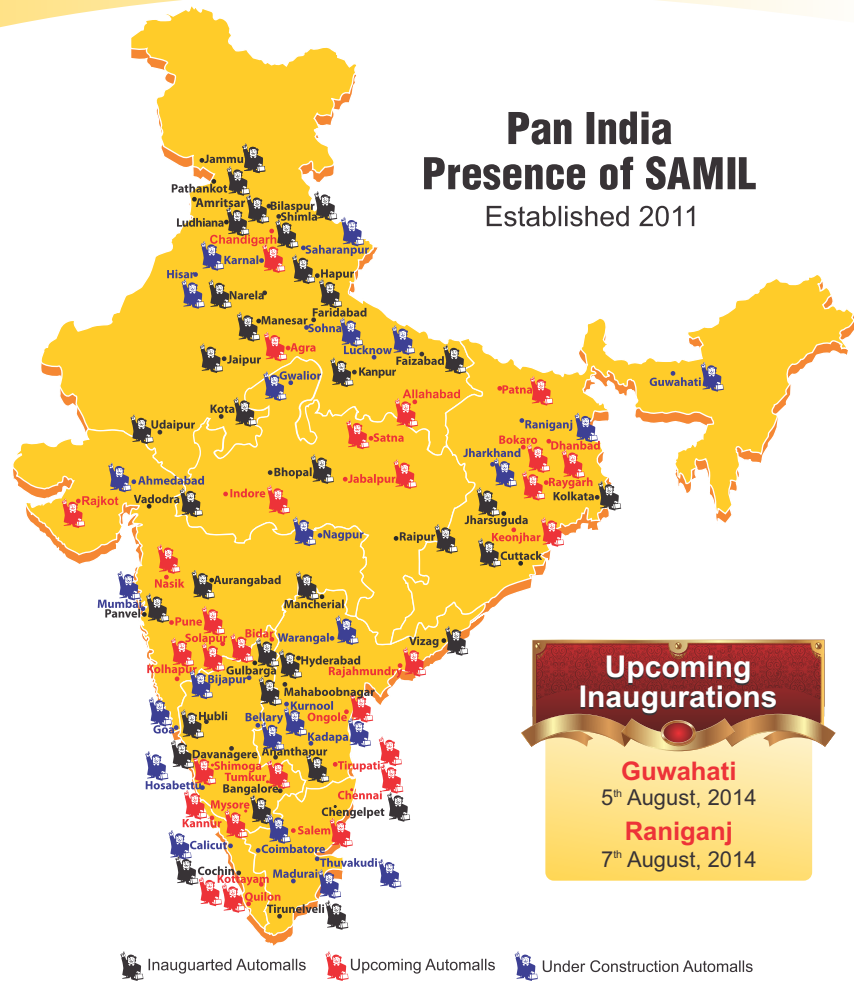 Pan India
Presence of SAMIL
Established 2011
Jammu
Pathankot
Amritsar
Bilaspur
Shimla
Ludhiana
Chandigarh
Saharanpur
Karnal
Hisar
Hapur
Narela
Faridabad
Manesar
Sohna
Agra
Lucknow
Faizabad
Jaipur
Kanpur
Gwalior
Guwahati
Patna
Allahabad
Kota
Udaipur
Raniganj
Satna
Bokaro
Dhanbad
Jharkhand
Bhopal
Ahmedabad
Jabalpur
Raygarh
Indore
Kolkata
Rajkot
Vadodra
Jharsuguda
Nagpur
Raipur
Keonjhar
Cuttack
Nasik
Aurangabad
Mumbai
Mancherial
Panvel
Pune
Solapur
Bidar
Warangal
Vizag
Hyderabad
Kolhapur
Gulbarga
Rajahmundry
Bijapur
Mahaboobnagar
Kurnool
Hubli
Bellary
Ongole
Goa
Kadapa
Davanagere
Ananthapur
Shimoga
Tirupati
Tumkur
Hosabettu
Bangalore
Chennai
Mysore
Chengelpet
Kannur
Salem
Calicut
Coimbatore
Thuvakudi
Cochin
Kottayam
Madurai
Quilon
Tirunelveli
Upcoming
Inaugurations
Guwahati
5th August, 2014
Raniganj
7th August, 2014
Inauguarted Automalls
Upcoming Automalls
Under Construction Automalls